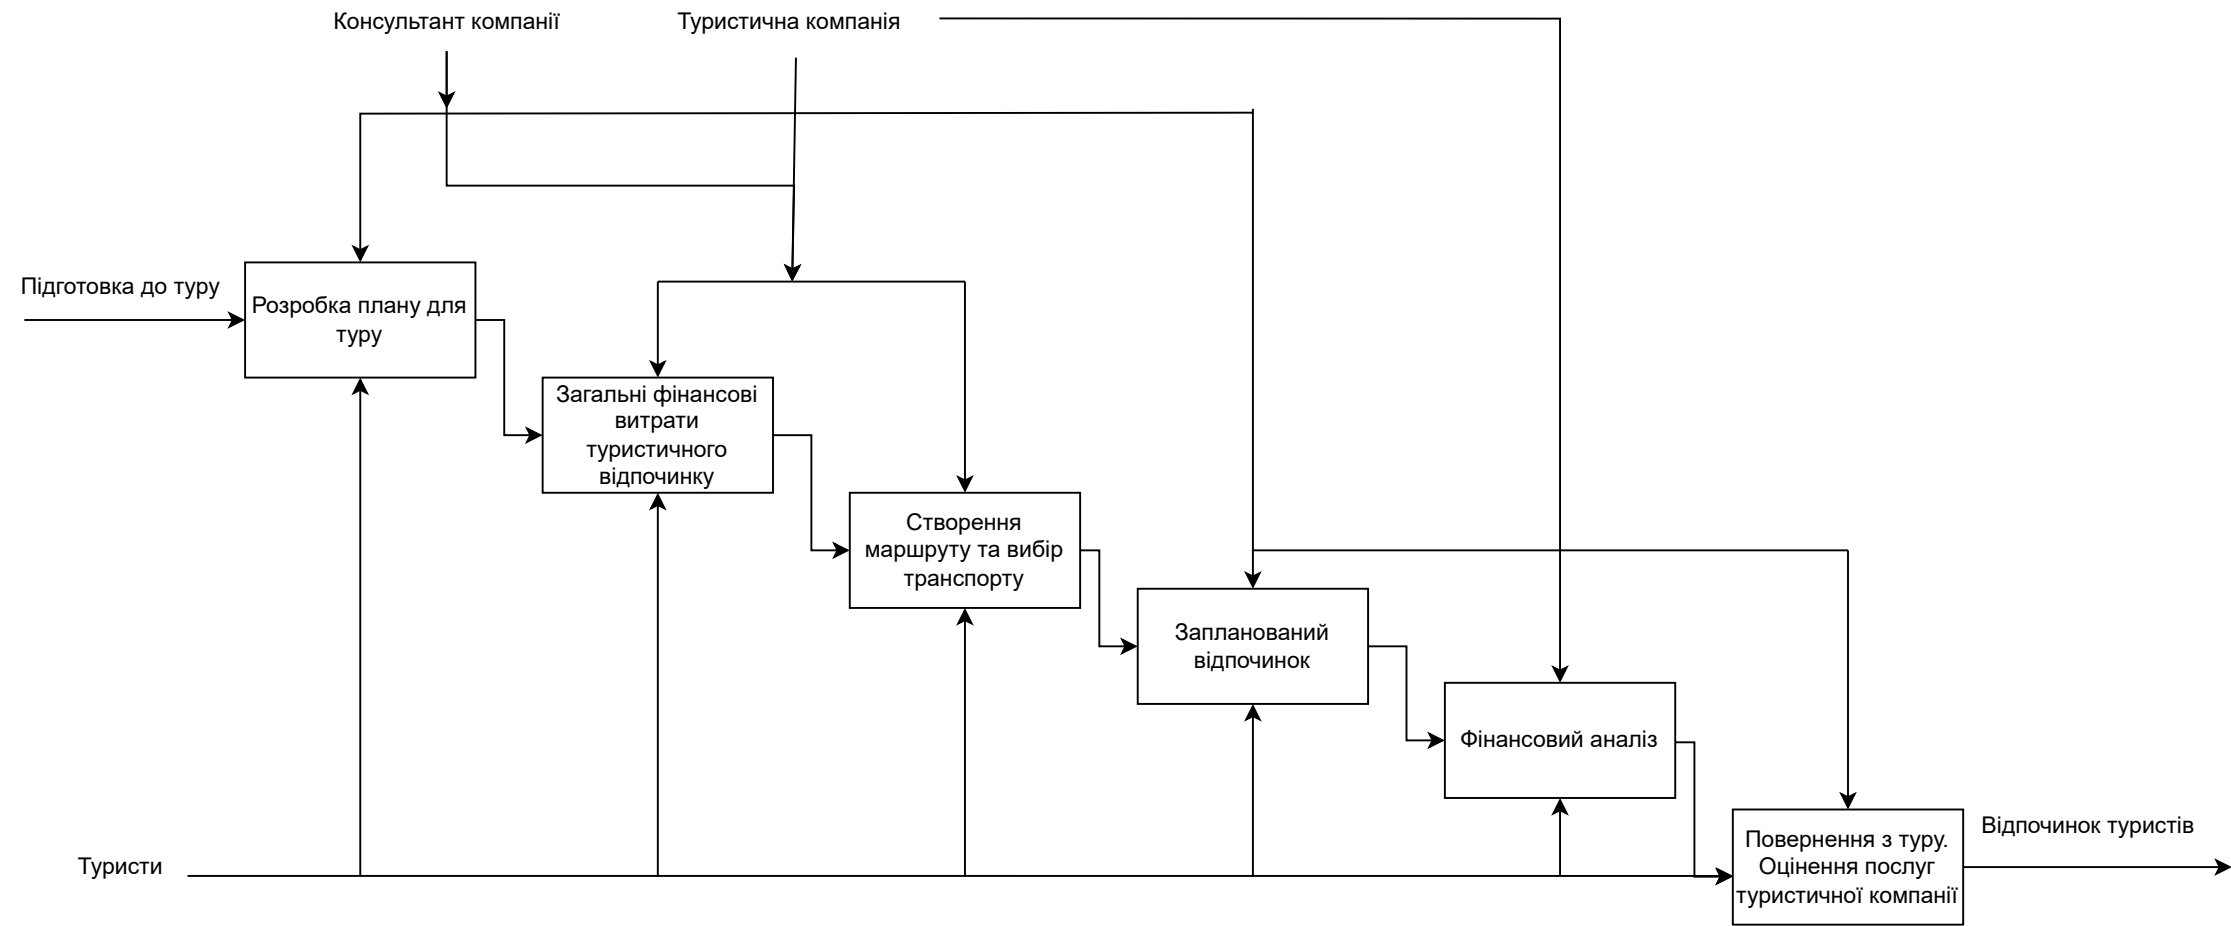 Консультант компанії
Туристична компанія
Підготовка до туру
Розробка плану для
туру
Загальні фінансові
витрати
туристичного
відпочинку
Створення
маршруту та вибір
транспорту
Запланований
відпочинок
Фінансовий аналіз
Повернення з туру.
Оцінення послуг
туристичної компанії
Відпочинок туристів
Туристи